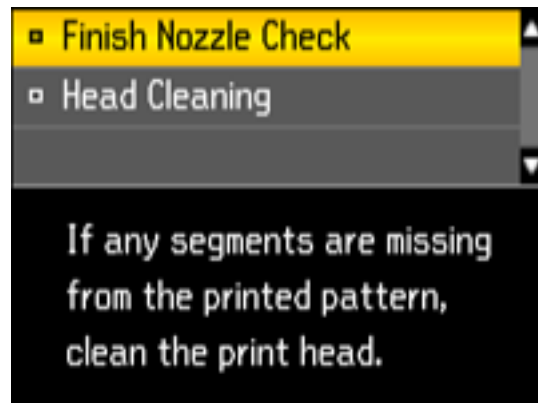 Finish Nozzle Check
Head Cleaning
If any segments are missing
from the printed pattern,
clean the print head.